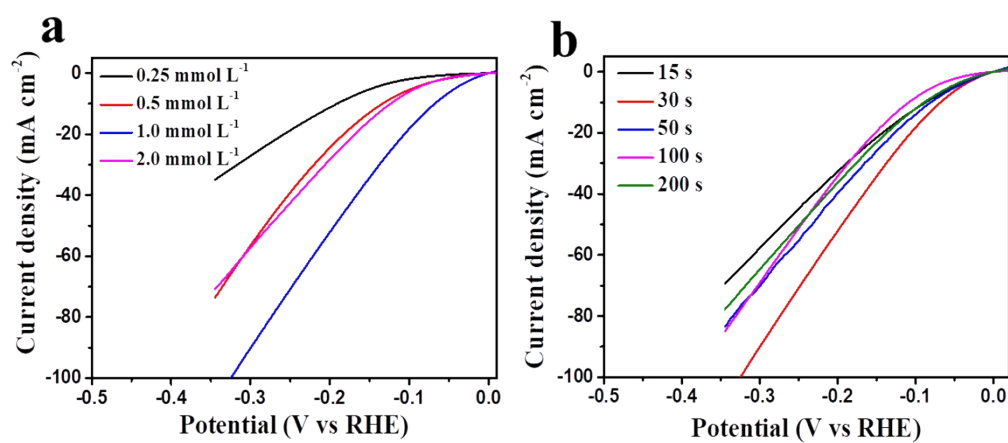 a
0.25 mmol L⁻¹
0.5 mmol L⁻¹
1.0 mmol L⁻¹
2.0 mmol L⁻¹
0
-20
-40
-60
-80
-100
-0.5 -0.4 -0.3 -0.2 -0.1 0.0
Current density (mA cm⁻²)
Potential (V vs RHE)
b
15 s
30 s
50 s
100 s
200 s
0
-20
-40
-60
-80
-100
-0.5 -0.4 -0.3 -0.2 -0.1 0.0
Current density (mA cm⁻²)
Potential (V vs RHE)